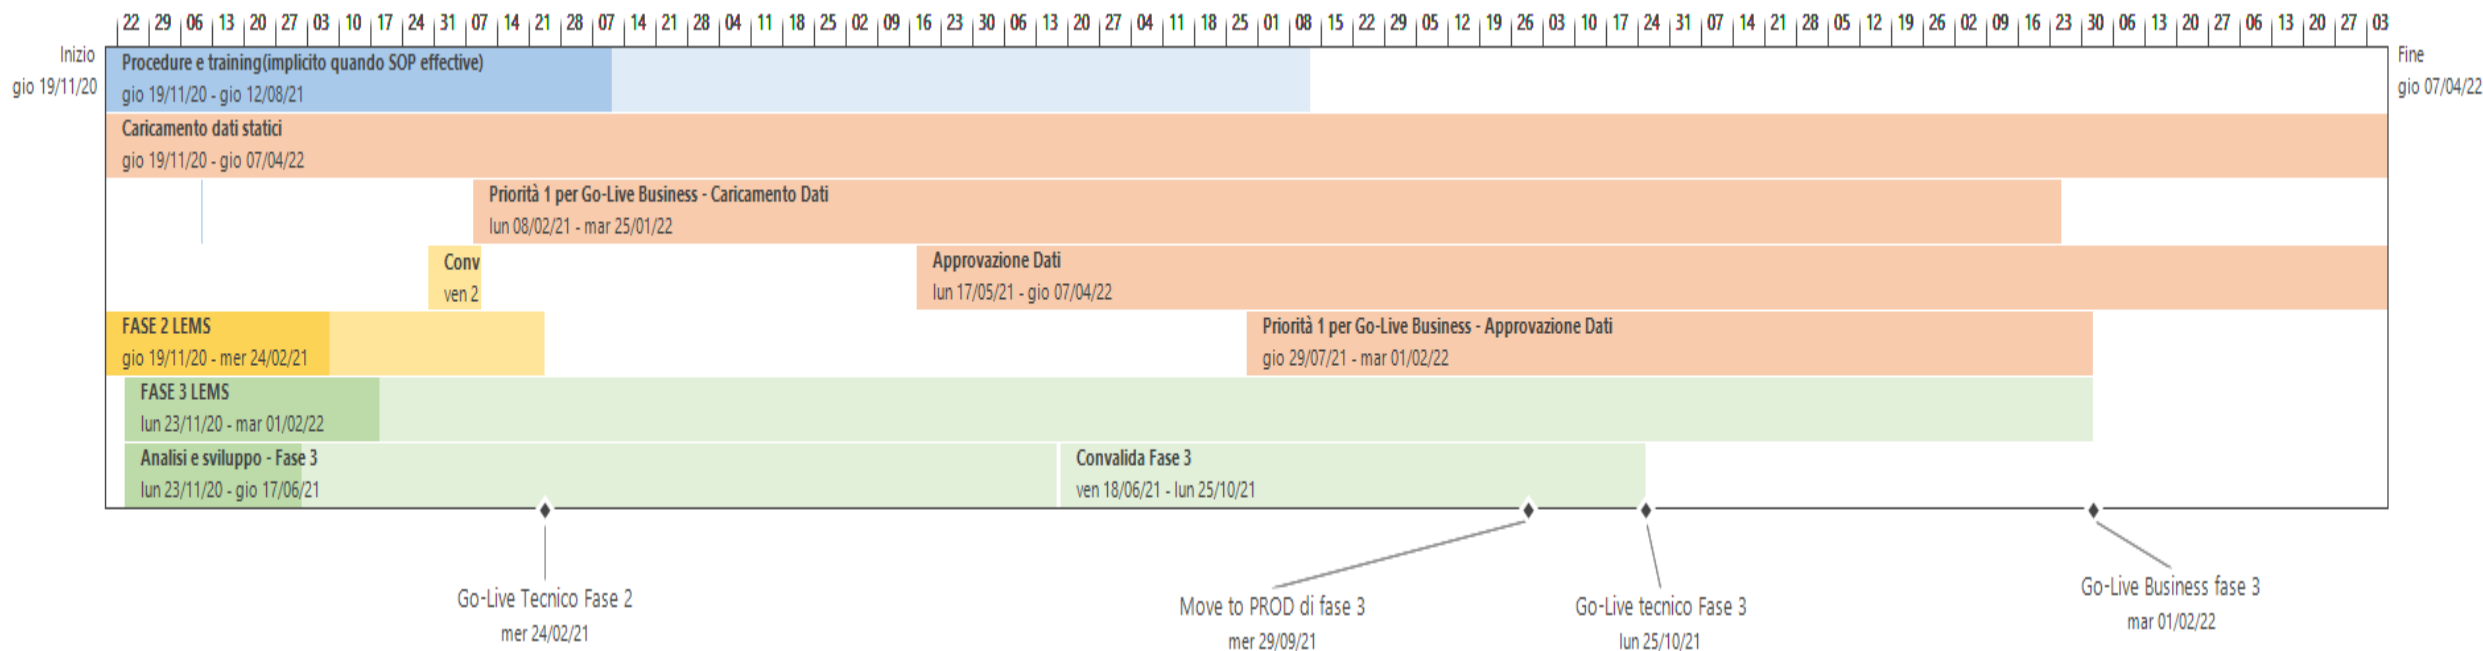 22 29 06 13 20 27 03 10 17 24 31 07 14 21 28 07 14 21 28 04 11 18 25 02 09 16 23 30 06 13 20 27 04 11 18 25 01 08 15 22 29 05 12 19 26 03 10 17 24 31 07 14 21 28 05 12 19 26 02 09 16 23 30 06 13 20 27 06 13 20 27 03
Inizio
gio 19/11/20
Fine
gio 07/04/22
Procedure e training(implicito quando SOP effective)
gio 19/11/20 - gio 12/08/21
Caricamento dati statici
gio 19/11/20 - gio 07/04/22
Priorità 1 per Go-Live Business - Caricamento Dati
lun 08/02/21 - mar 25/01/22
Conv
ven 2
Approvazione Dati
lun 17/05/21 - gio 07/04/22
FASE 2 LEMS
gio 19/11/20 - mer 24/02/21
Priorità 1 per Go-Live Business - Approvazione Dati
gio 29/07/21 - mar 01/02/22
FASE 3 LEMS
lun 23/11/20 - mar 01/02/22
Analisi e sviluppo - Fase 3
lun 23/11/20 - gio 17/06/21
Convalida Fase 3
ven 18/06/21 - lun 25/10/21
Go-Live Tecnico Fase 2
mer 24/02/21
Move to PROD di fase 3
mer 29/09/21
Go-Live tecnico Fase 3
lun 25/10/21
Go-Live Business fase 3
mar 01/02/22